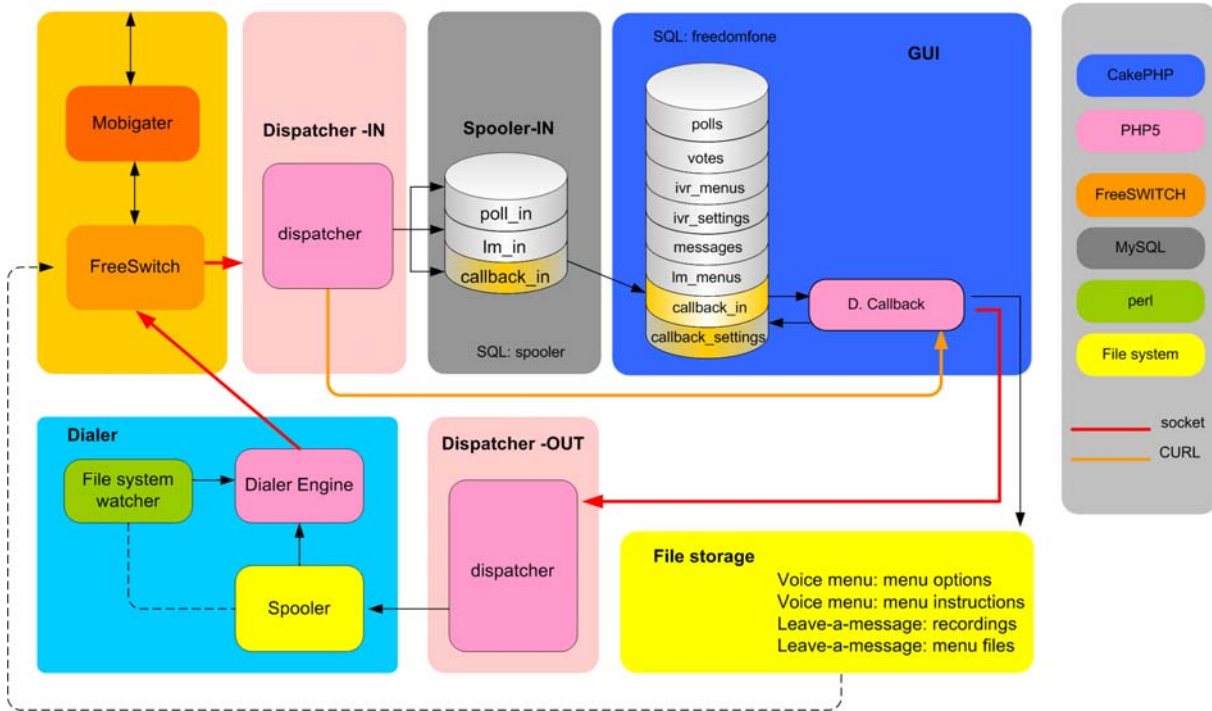 SQL: freedomfone
GUI
CakePHP
Mobigater
Dispatcher -IN
Spooler-IN
polls
PHP5
votes
ivr_menus
FreeSWITCH
dispatcher
poll_in
ivr_settings
lm_in
messages
MySQL
FreeSwitch
callback_in
lm_menus
callback_in
D. Callback
perl
callback_settings
SQL: spooler
File system
socket
CURL
Dialer
Dispatcher -OUT
File system
watcher
Dialer Engine
dispatcher
Spooler
File storage
Voice menu: menu options
Voice menu: menu instructions
Leave-a-message: recordings
Leave-a-message: menu files